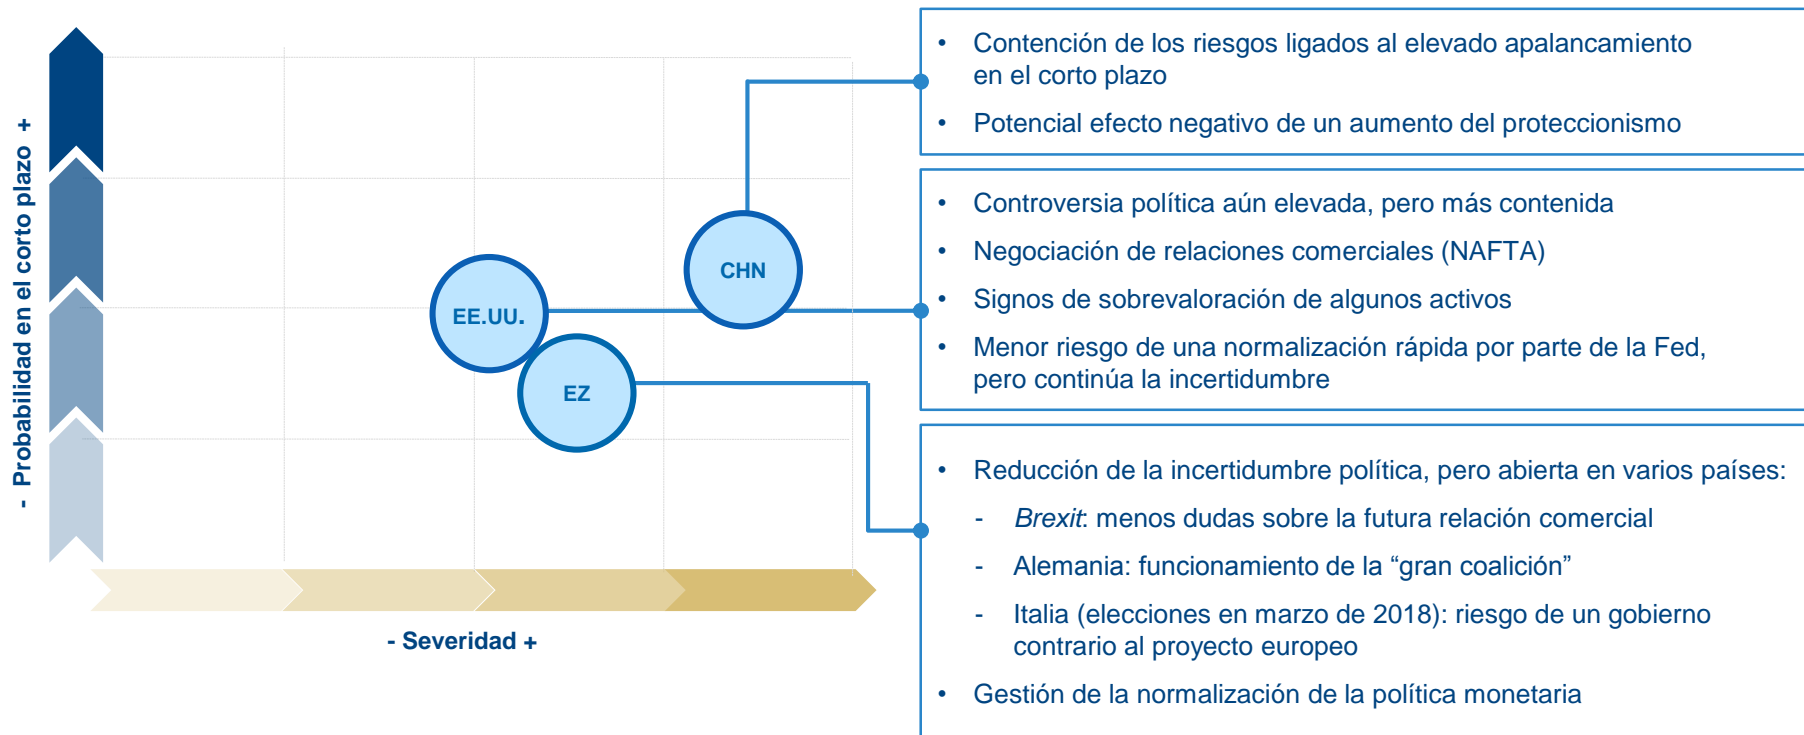 - Probabilidad en el corto plazo +
- Severidad +
EE.UU.
CHN
EZ
• Contención de los riesgos ligados al elevado apalancamiento
en el corto plazo
• Potencial efecto negativo de un aumento del proteccionismo
• Controversia política aún elevada, pero más contenida
• Negociación de relaciones comerciales (NAFTA)
• Signos de sobrevaloración de algunos activos
• Menor riesgo de una normalización rápida por parte de la Fed,
pero continúa la incertidumbre
• Reducción de la incertidumbre política, pero abierta en varios países:
- Brexit: menos dudas sobre la futura relación comercial
- Alemania: funcionamiento de la “gran coalición”
- Italia (elecciones en marzo de 2018): riesgo de un gobierno
contrario al proyecto europeo
• Gestión de la normalización de la política monetaria